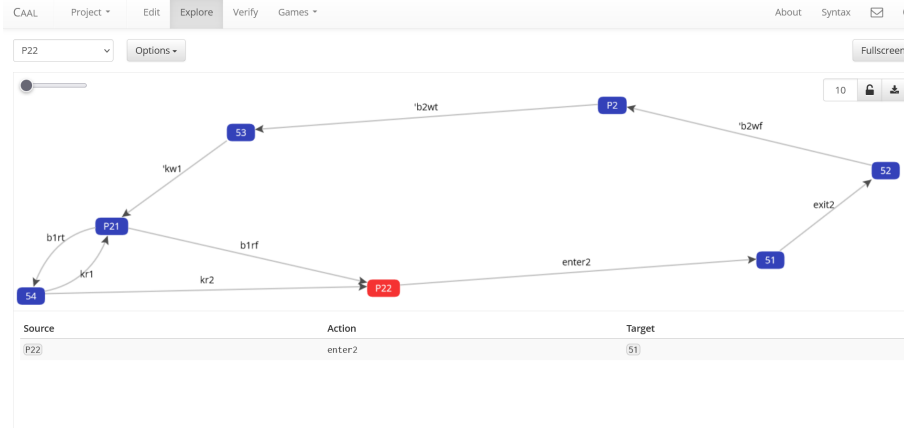 CAAL Project Edit Explore Verify Games About Syntax
P22 Options Fullscreen
10
'b2wt
P2
'b2wf
53
52
'kw1
exit2
P21
b1rt
b1rf
enter2
51
kr1
kr2
54
P22
Source Action Target
P22 enter2 51